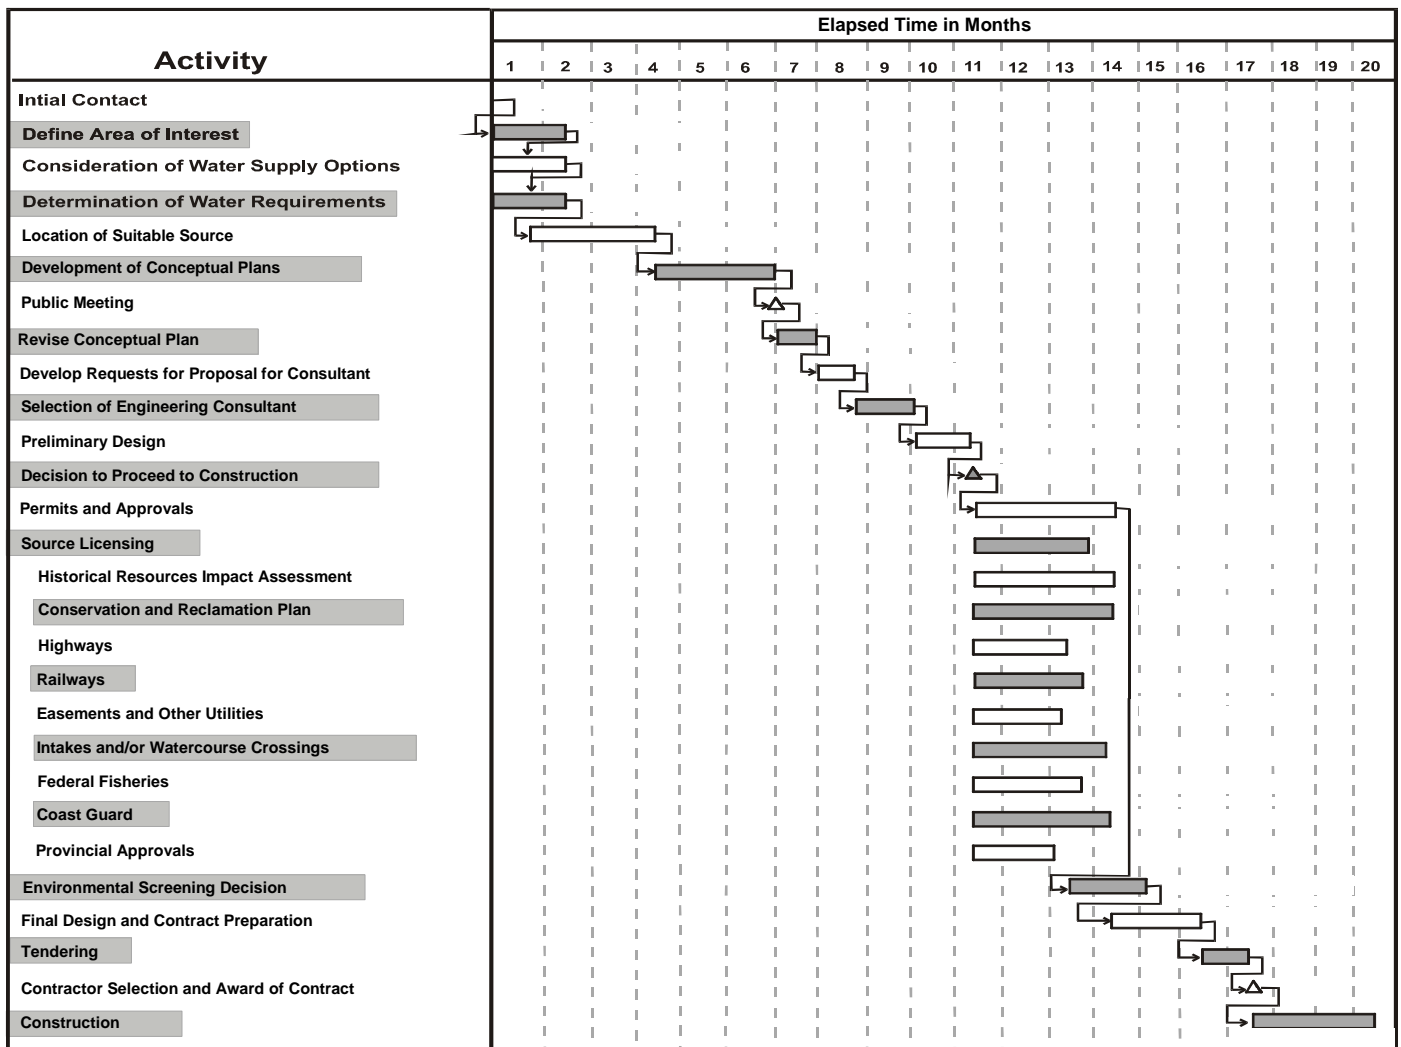 Elapsed Time in Months
Activity
1 2 3 4 5 6 7 8 9 10 11 12 13 14 15 16 17 18 19 20
Intial Contact
Define Area of Interest
Consideration of Water Supply Options
Determination of Water Requirements
Location of Suitable Source
Development of Conceptual Plans
Public Meeting
Revise Conceptual Plan
Develop Requests for Proposal for Consultant
Selection of Engineering Consultant
Preliminary Design
Decision to Proceed to Construction
Permits and Approvals
Source Licensing
Historical Resources Impact Assessment
Conservation and Reclamation Plan
Highways
Railways
Easements and Other Utilities
Intakes and/or Watercourse Crossings
Federal Fisheries
Coast Guard
Provincial Approvals
Environmental Screening Decision
Final Design and Contract Preparation
Tendering
Contractor Selection and Award of Contract
Construction